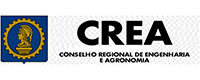 CREA
CONSELHO REGIONAL DE ENGENHARIA
E AGRONOMIA